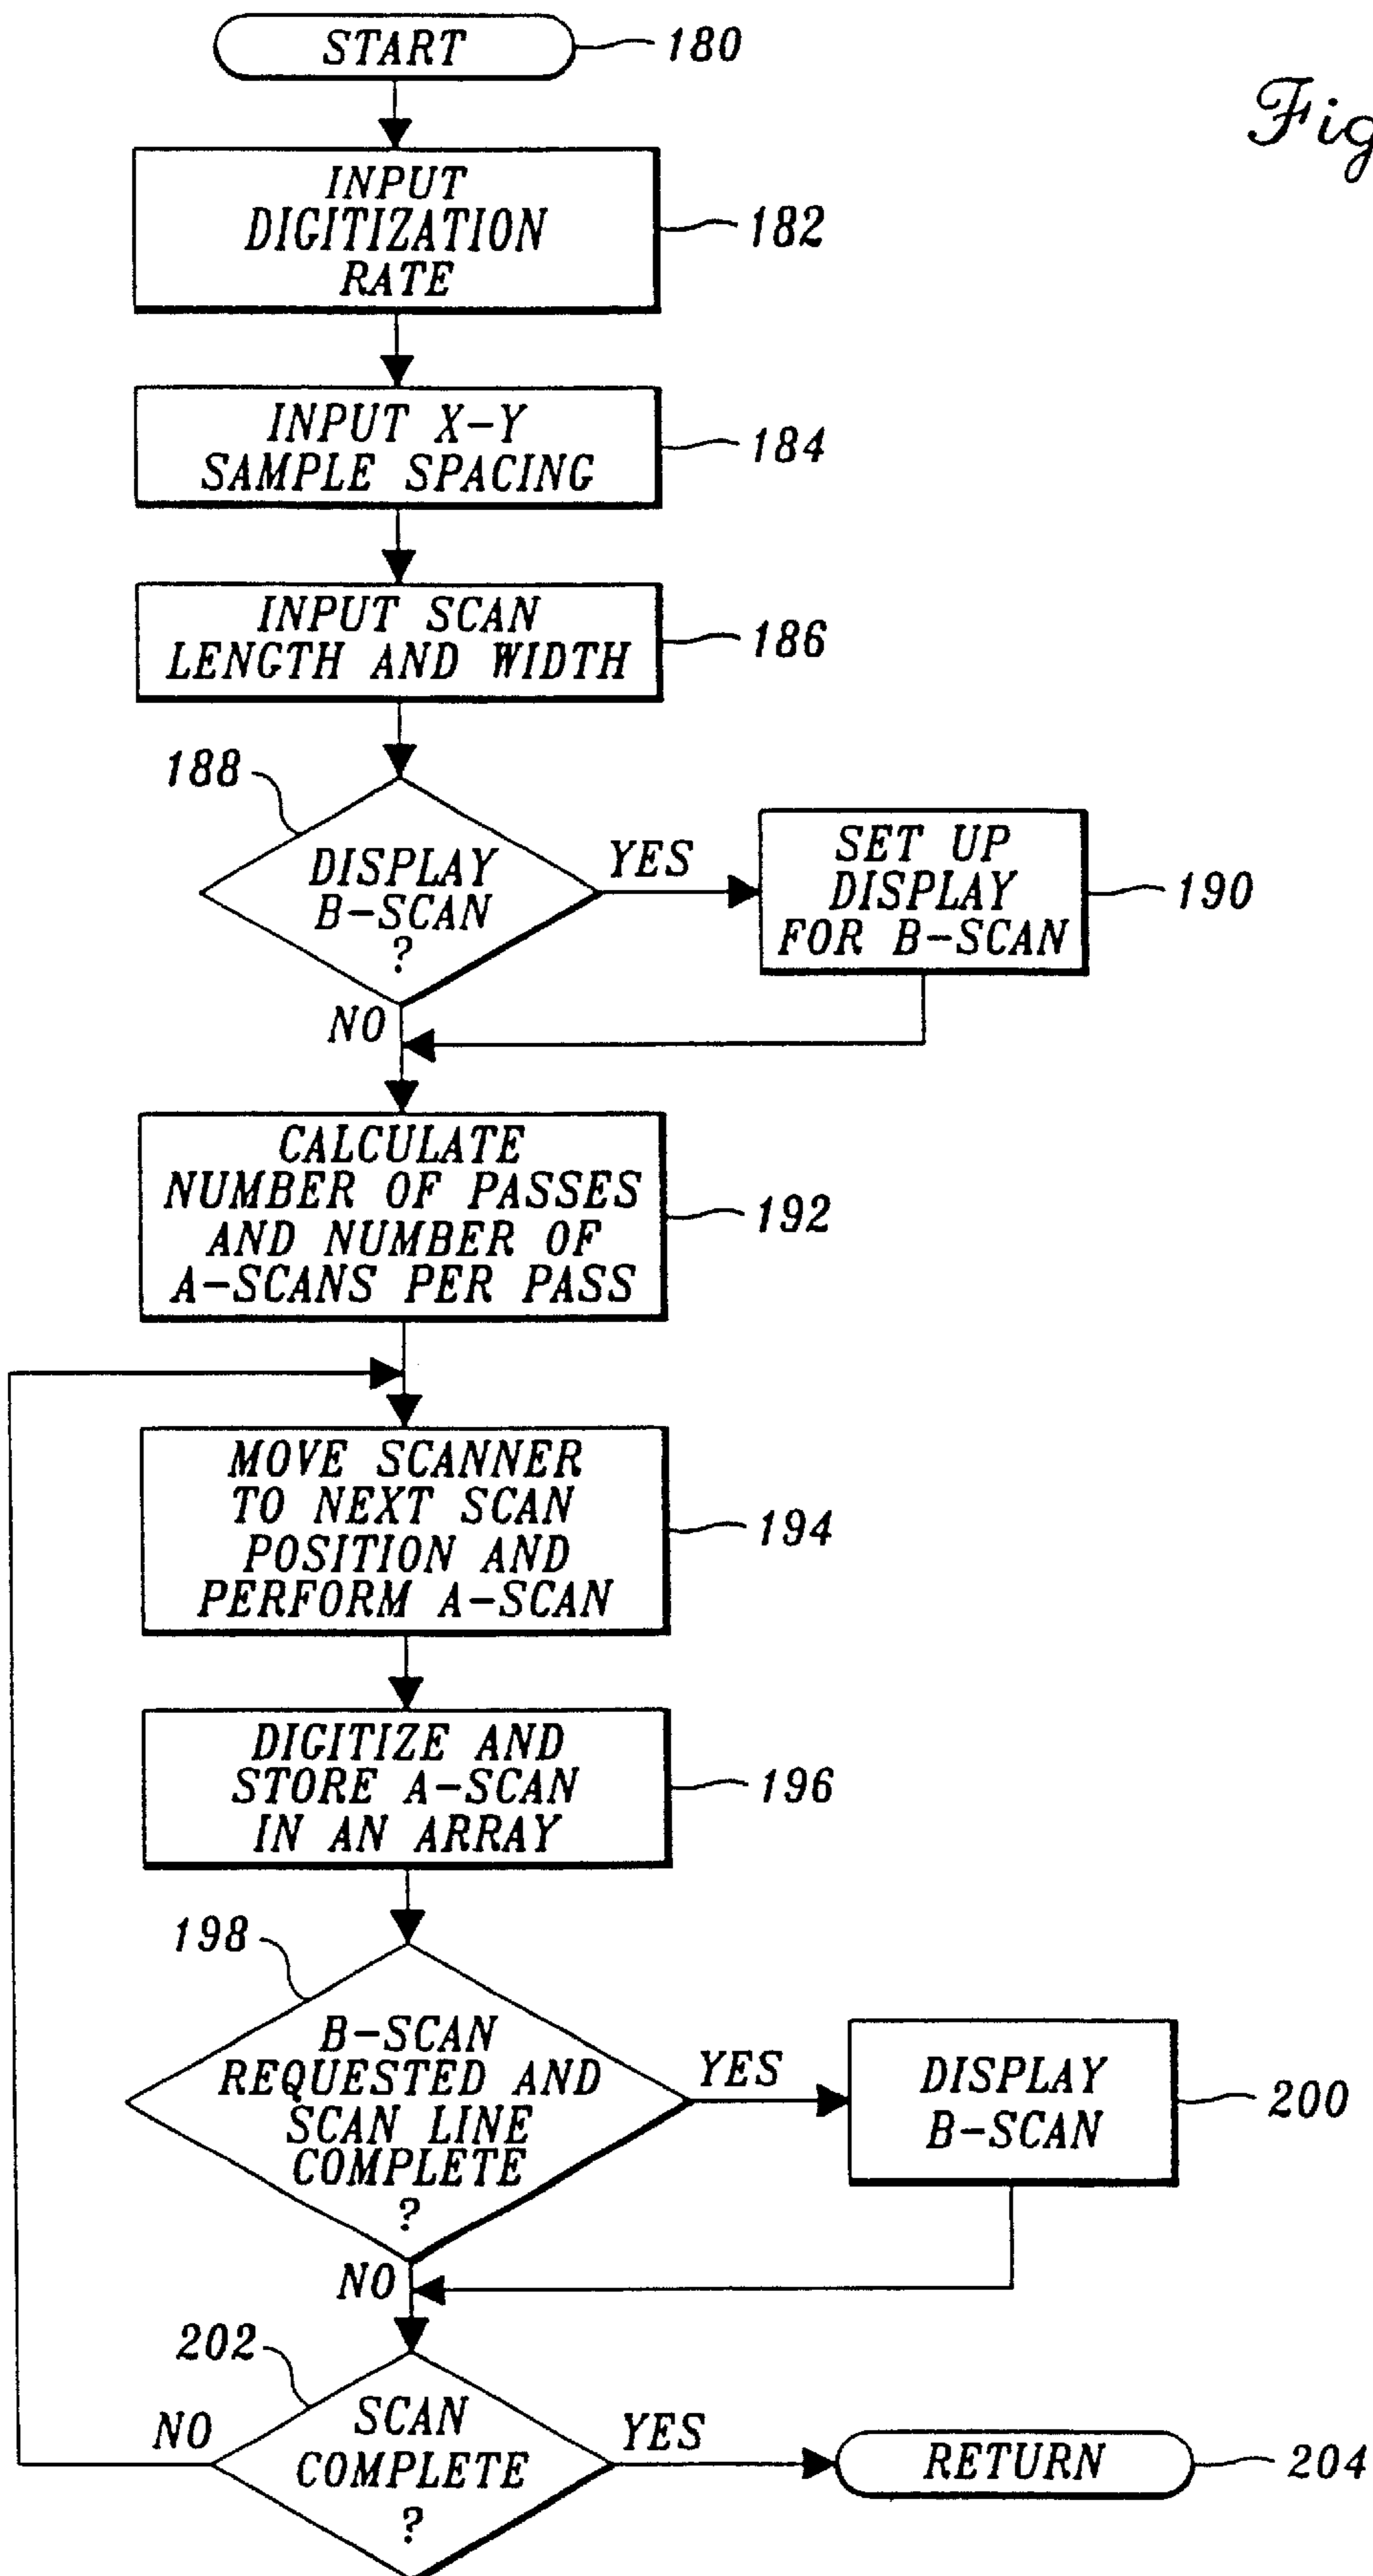 START
180
Fig
INPUT
DIGITIZATION
RATE
182
INPUT X-Y
SAMPLE SPACING
184
INPUT SCAN
LENGTH AND WIDTH
186
188
DISPLAY
B-SCAN
?
YES
SET UP
DISPLAY
FOR B-SCAN
190
NO
CALCULATE
NUMBER OF PASSES
AND NUMBER OF
A-SCANS PER PASS
192
MOVE SCANNER
TO NEXT SCAN
POSITION AND
PERFORM A-SCAN
194
DIGITIZE AND
STORE A-SCAN
IN AN ARRAY
196
198
B-SCAN
REQUESTED AND
SCAN LINE
COMPLETE
?
YES
DISPLAY
B-SCAN
200
NO
202
SCAN
COMPLETE
?
NO
YES
RETURN
204